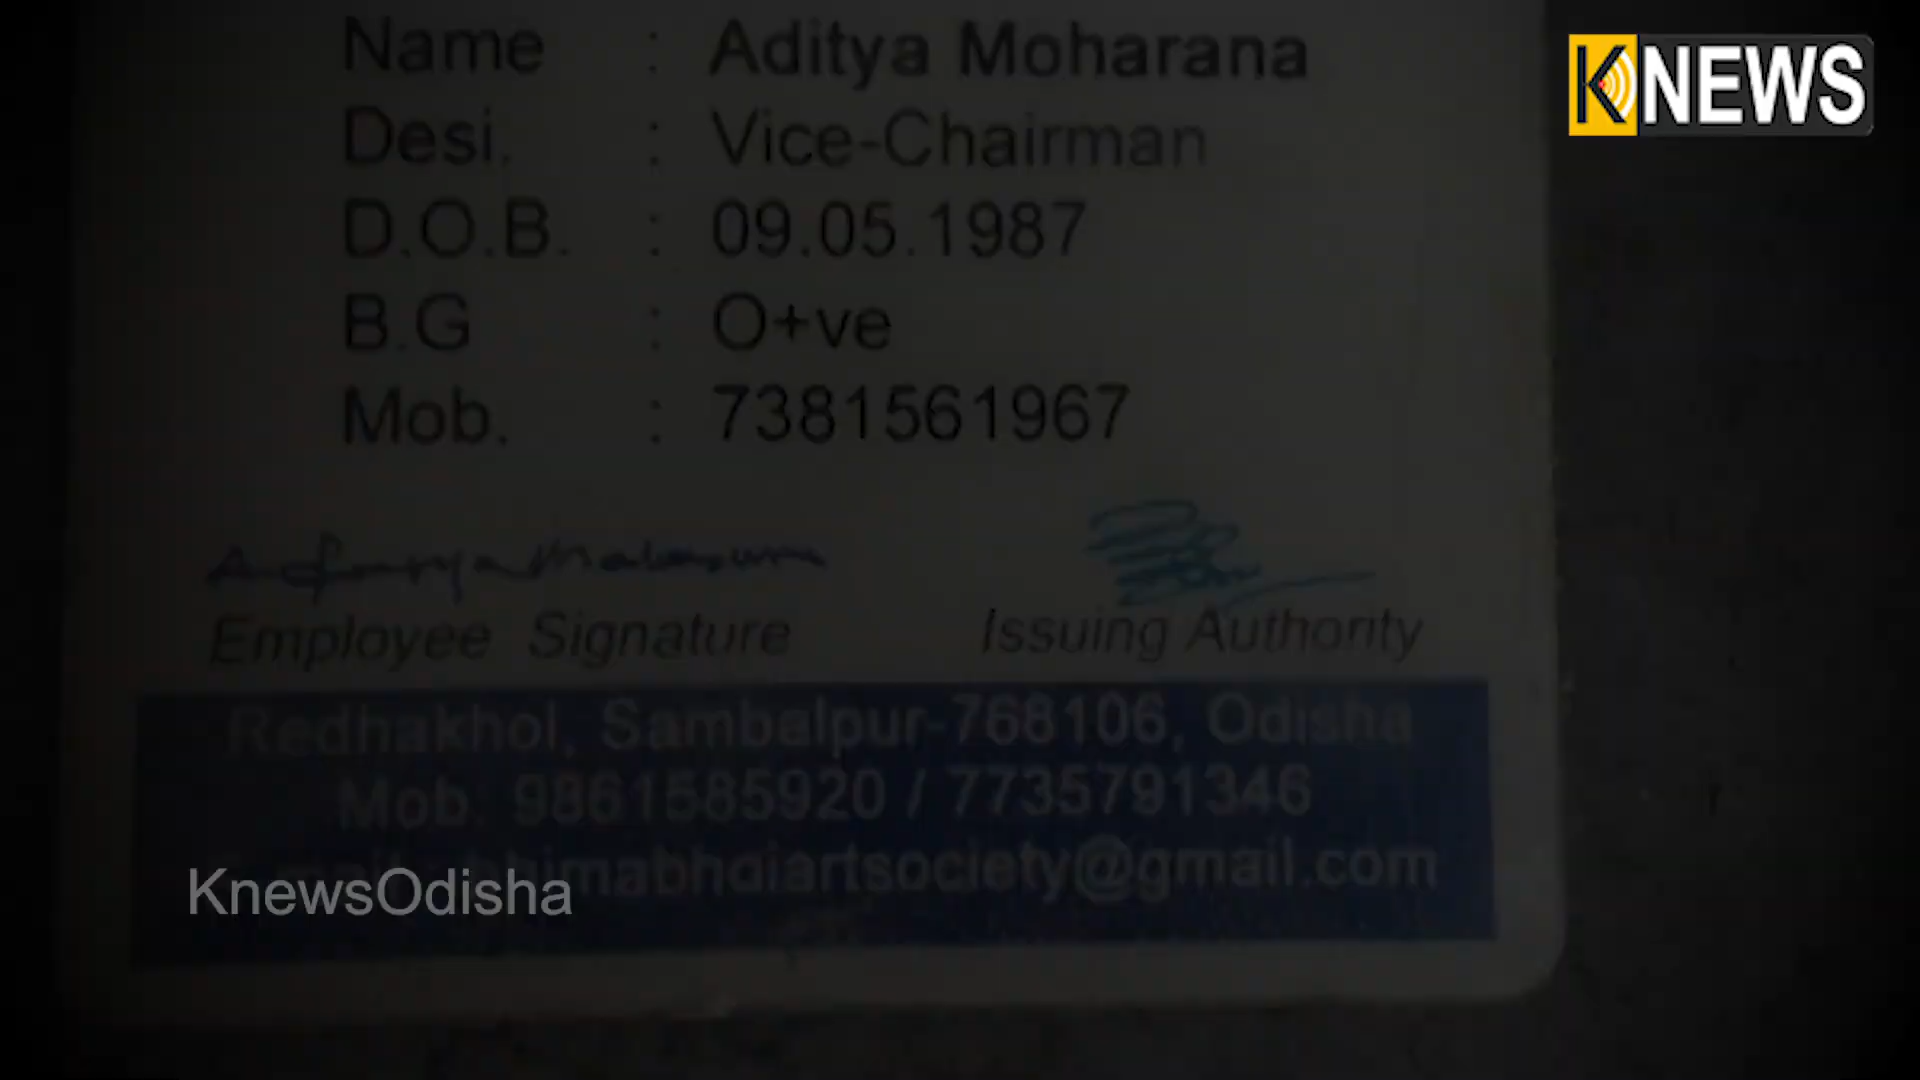 KNEWS
Name : Aditya Moharana
Desi. : Vice-Chairman
D.O.B. : 09.05.1987
B.G : O+ve
Mob. : 7381561967
Employee Signature Issuing Authority
Redhakhol, Sambalpur-768106, Odisha
Mob. 9861585920 / 7735791346
KnewsOdisha